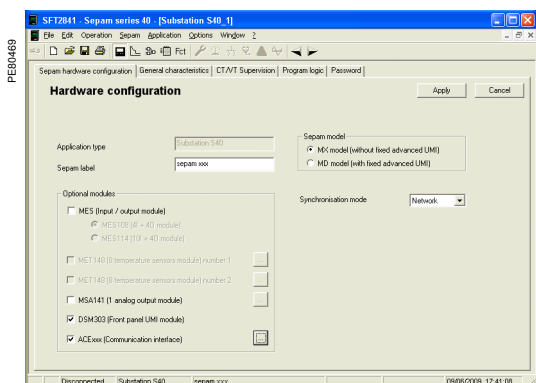 PE80469
SFT2841 - Sepam series 40 - [Substation S40_1]
File Edit Operation Sepam Application Options Window ?
Fct
Sepam hardware configuration General characteristics CT/VT Supervision Program logic Password
Hardware configuration
Apply Cancel
Application type Substation S40
Sepam label sepam xxx
Sepam model
MX model (without fixed advanced UMI)
MD model (with fixed advanced UMI)
Synchronisation mode Network
Optional modules
MES (Input / output module)
MES108 (4I + 4O module)
MES114 (10I + 4O module)
MET148 (8 temperature sensors module) number 1 ...
MET148 (8 temperature sensors module) number 2 ...
MSA141 (1 analog output module) ...
DSM303 (Front panel UMI module)
ACExxx (Communication interface) ...
Disconnected Substation S40 sepam xxx 09/06/2009 17:41:08